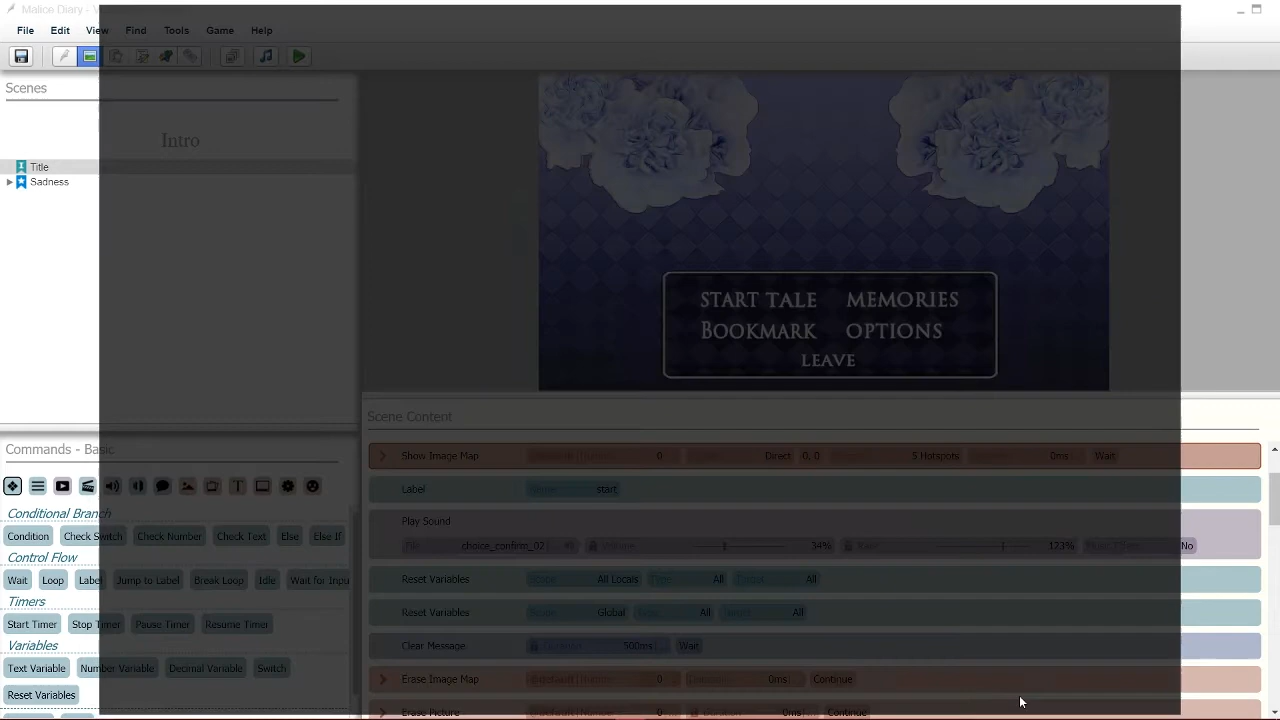 Malice Diary - V
File Edit View Find Tools Game Help
Scenes
Intro
Title
Sadness
START TALE MEMORIES
BOOKMARK OPTIONS
LEAVE
Commands - Basic
Conditional Branch
Condition Check Switch Check Number Check Text Else Else If
Control Flow
Wait Loop Label Jump to Label Break Loop Idle Wait for Inpu
Timers
Start Timer Stop Timer Pause Timer Resume Timer
Variables
Text Variable Number Variable Decimal Variable Switch
Reset Variables
Scene Content
Show Image Map 0 Direct 0, 0 5 Hotspots 0ms Wait
Label start
Play Sound
choice_confirm_02 34% 123% No
Reset Variables Scope All Locals Type All All
Reset Variables Global All All
Clear Message 500ms Wait
Erase Image Map 0 0ms Continue
Erase Picture 0 0ms Continue